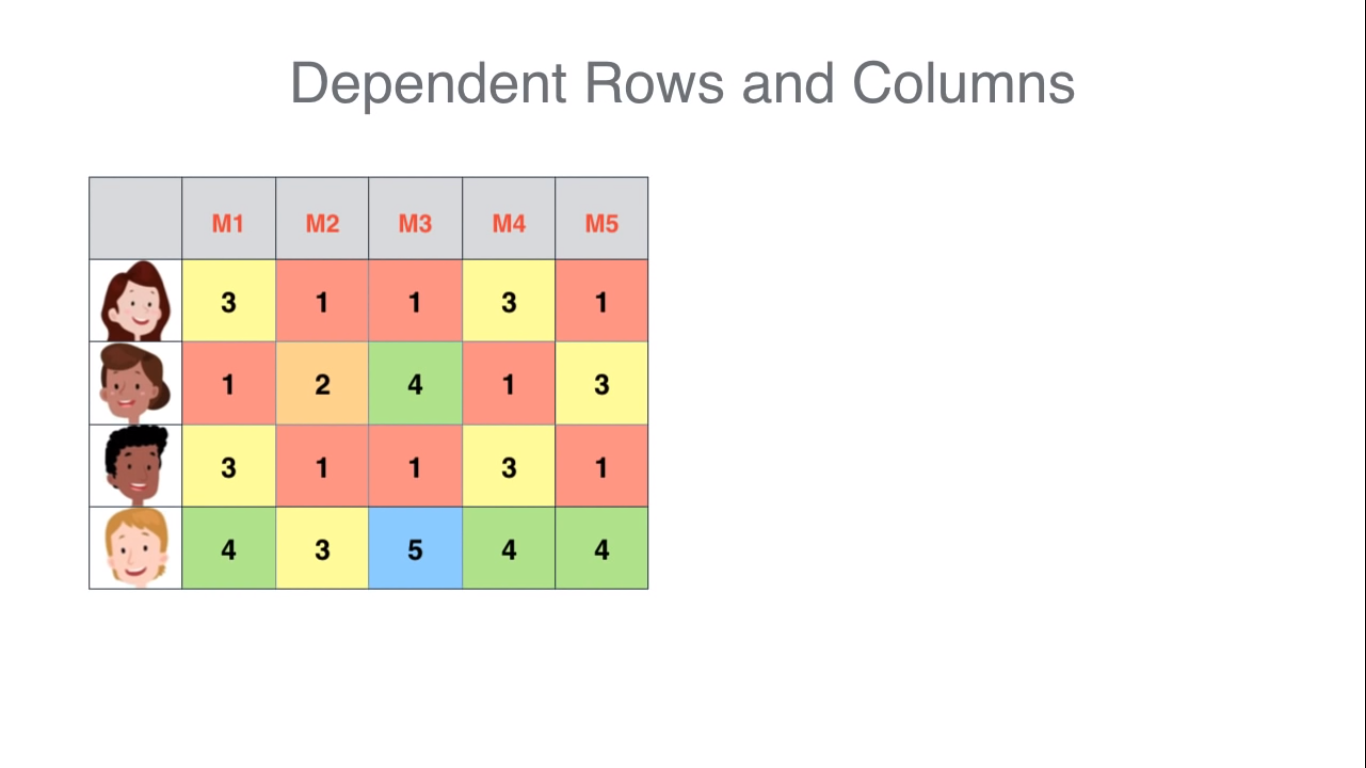 Dependent Rows and Columns
M1 M2 M3 M4 M5
3 1 1 3 1
1 2 4 1 3
3 1 1 3 1
4 3 5 4 4